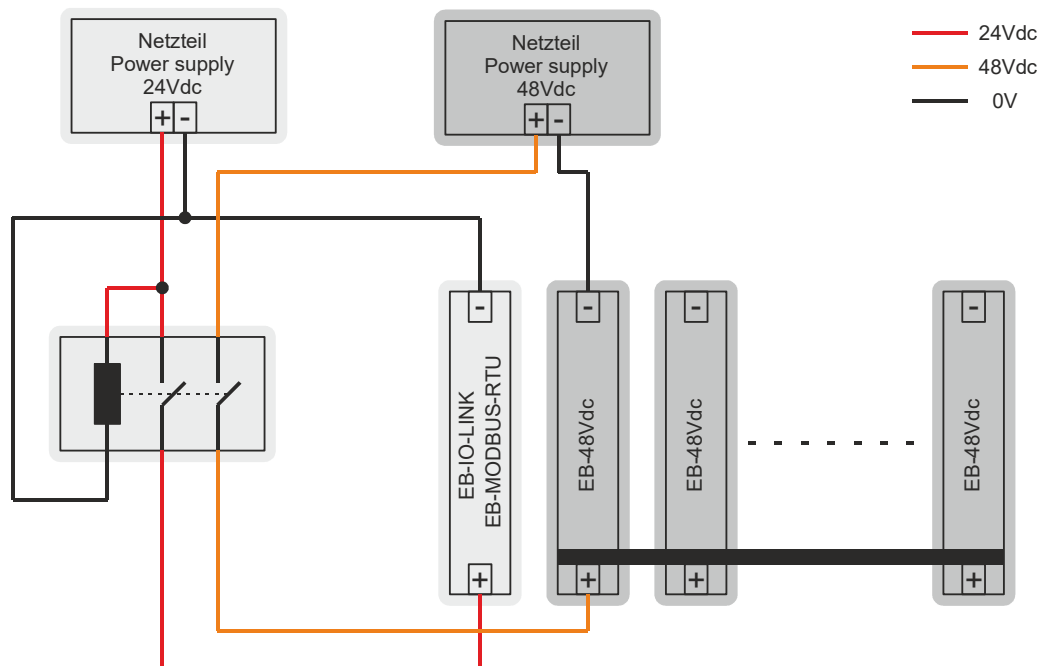 Netzteil
Power supply
24Vdc
+ -
Netzteil
Power supply
48Vdc
+ -
24Vdc
48Vdc
0V
-
-
-
-
EB-IO-LINK
EB-MODBUS-RTU
EB-48Vdc
EB-48Vdc
EB-48Vdc
+
+
+
+